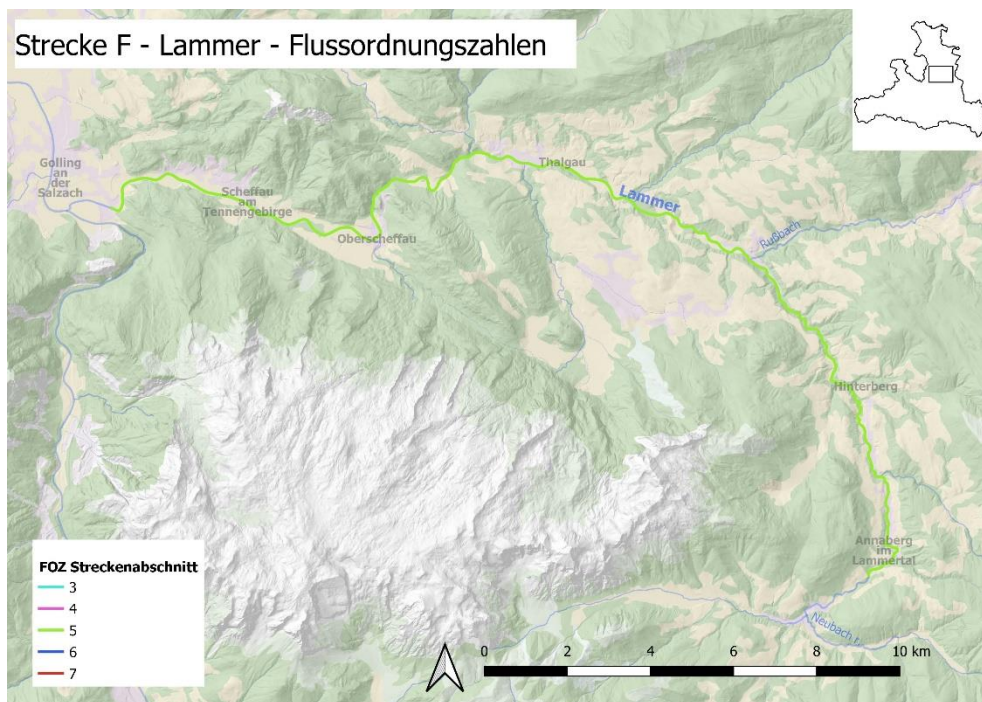 Strecke F - Lammer - Flussordnungszahlen
Golling
an
der
Salzach
Scheffau
am
Tennengebirge
Oberscheffau
Thalgau
Lammer
Rußbach
Hinterberg
Annaberg
im
Lammertal
Neubach
FOZ Streckenabschnitt
3
4
5
6
7
0 2 4 6 8 10 km